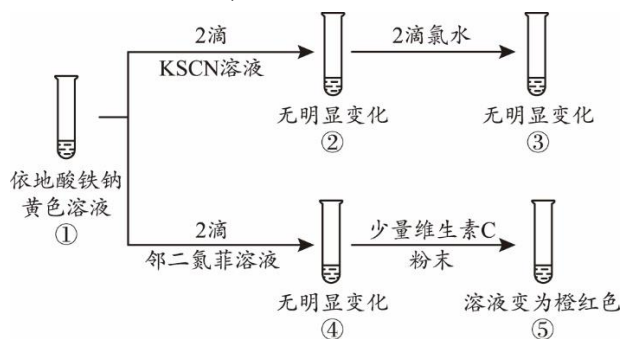 2滴
KSCN溶液
2滴氯水
无明显变化
②
无明显变化
③
依地酸铁钠
黄色溶液
①
2滴
邻二氮菲溶液
少量维生素C
粉末
无明显变化
④
溶液变为橙红色
⑤